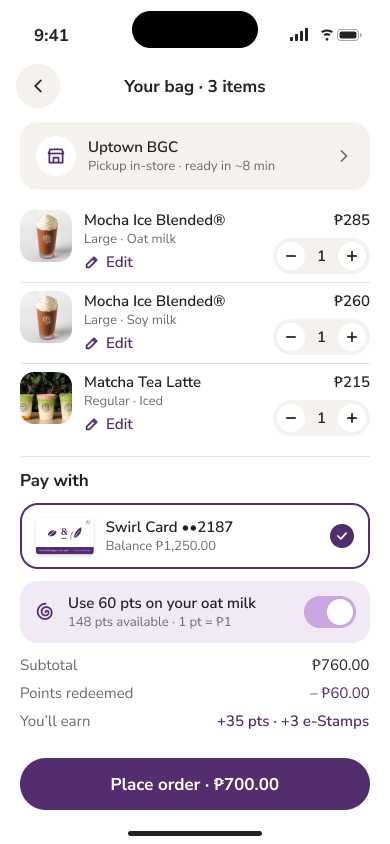 9:41
Your bag · 3 items
Uptown BGC
Pickup in-store · ready in ~8 min
Mocha Ice Blended® ₱285
Large · Oat milk
Edit
− 1 +
Mocha Ice Blended® ₱260
Large · Soy milk
Edit
− 1 +
Matcha Tea Latte ₱215
Regular · Iced
Edit
− 1 +
Pay with
Swirl Card ••2187
Balance ₱1,250.00
Use 60 pts on your oat milk
148 pts available · 1 pt = ₱1
Subtotal ₱760.00
Points redeemed – ₱60.00
You’ll earn +35 pts · +3 e-Stamps
Place order · ₱700.00